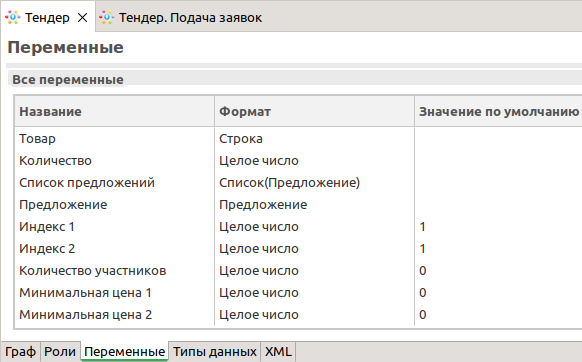 Тендер Тендер. Подача заявок
Переменные
Все переменные
Название Формат Значение по умолчанию
Товар Строка
Количество Целое число
Список предложений Список(Предложение)
Предложение Предложение
Индекс 1 Целое число 1
Индекс 2 Целое число 1
Количество участников Целое число 0
Минимальная цена 1 Целое число 0
Минимальная цена 2 Целое число 0
Граф Роли Переменные Типы данных XML